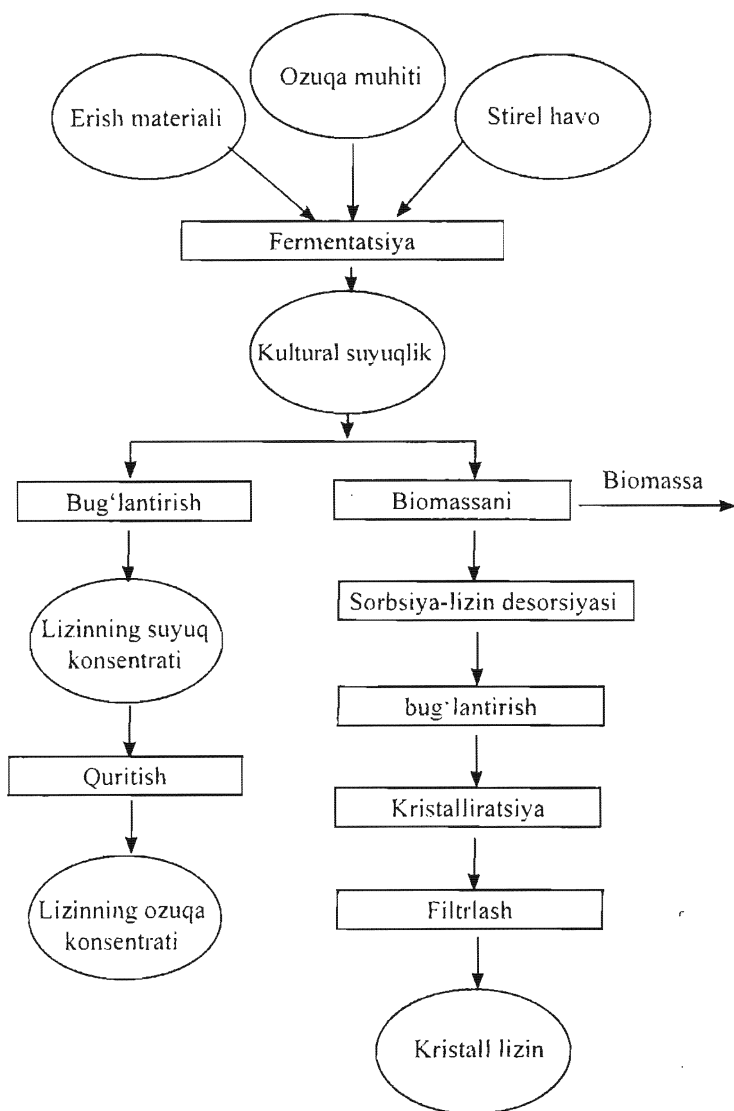 Ozuqa muhiti
Erish materiali
Stirel havo
Fermentatsiya
Kultural suyuqlik
Bug‘lantirish
Biomassani
Biomassa
Lizinning suyuq
konsentrati
Sorbsiya-lizin desorsiyasi
bug‘lantirish
Quritish
Kristalliratsiya
Lizinning ozuqa
konsentrati
Filtrlash
Kristall lizin